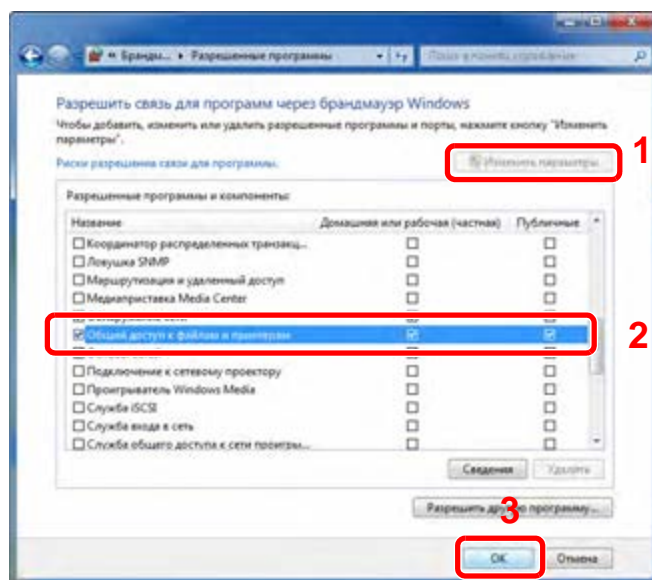 Брандм... ▸ Разрешенные программы
Поиск в панели управления
Разрешить связь для программ через брандмауэр Windows
Чтобы добавить, изменить или удалить разрешенные программы и порты, нажмите кнопку "Изменить
параметры".
Риски разрешения связи для программы.
Изменить параметры
1
Разрешенные программы и компоненты:
Название Домашняя или рабочая (частная) Публичные
Координатор распределенных транзакц...
Ловушка SNMP
Маршрутизация и удаленный доступ
Медиаприставка Media Center
Общий доступ к файлам и принтерам
2
Подключение к сетевому проектору
Проигрыватель Windows Media
Служба iSCSI
Служба входа в сеть
Служба общего доступа к сети проигры...
Сведения Удалить
Разрешить другую программу...
3
OK Отмена